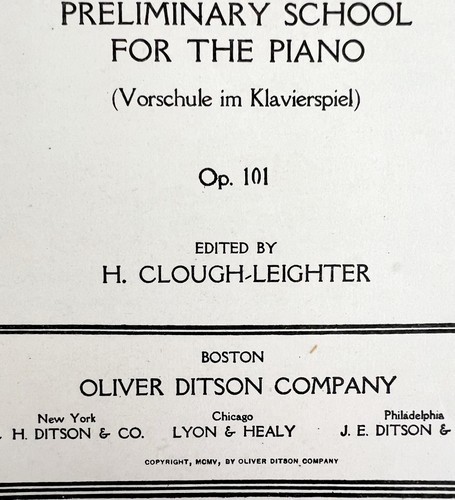 PRELIMINARY SCHOOL
FOR THE PIANO
(Vorschule im Klavierspiel)
Op. 101
EDITED BY
H. CLOUGH-LEIGHTER
BOSTON
OLIVER DITSON COMPANY
New York Chicago Philadelphia
. H. DITSON & CO. LYON & HEALY J. E. DITSON &
COPYRIGHT, MCMV, BY OLIVER DITSON COMPANY